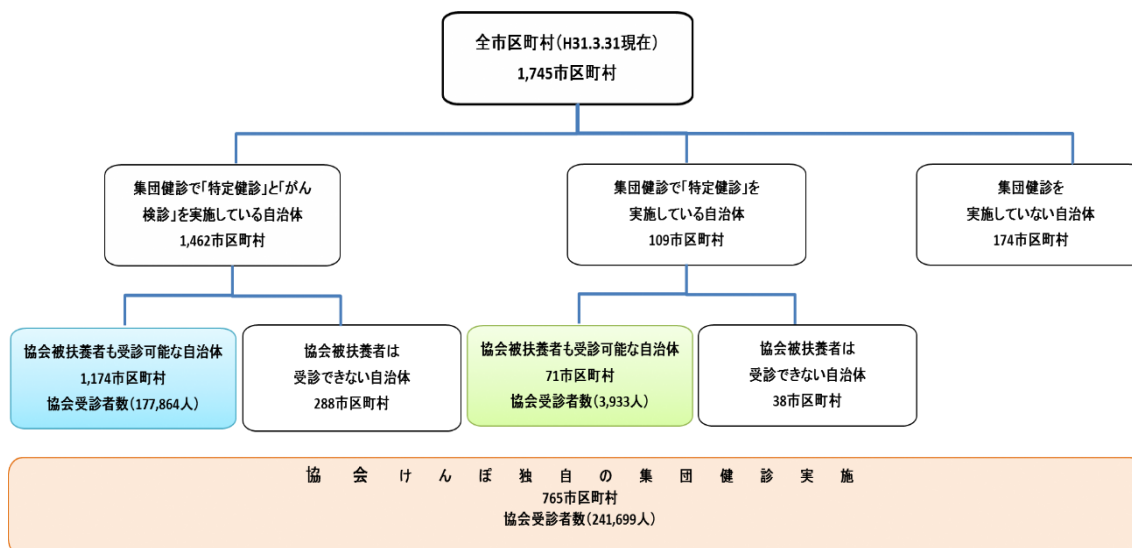 全市区町村(H31.3.31現在)
1,745市区町村
集団健診で「特定健診」と「がん
検診」を実施している自治体
1,462市区町村
集団健診で「特定健診」を
実施している自治体
109市区町村
集団健診を
実施していない自治体
174市区町村
協会被扶養者も受診可能な自治体
1,174市区町村
協会受診者数(177,864人)
協会被扶養者は
受診できない自治体
288市区町村
協会被扶養者も受診可能な自治体
71市区町村
協会受診者数(3,933人)
協会被扶養者は
受診できない自治体
38市区町村
協会けんぽ独自の集団健診実施
765市区町村
協会受診者数(241,699人)